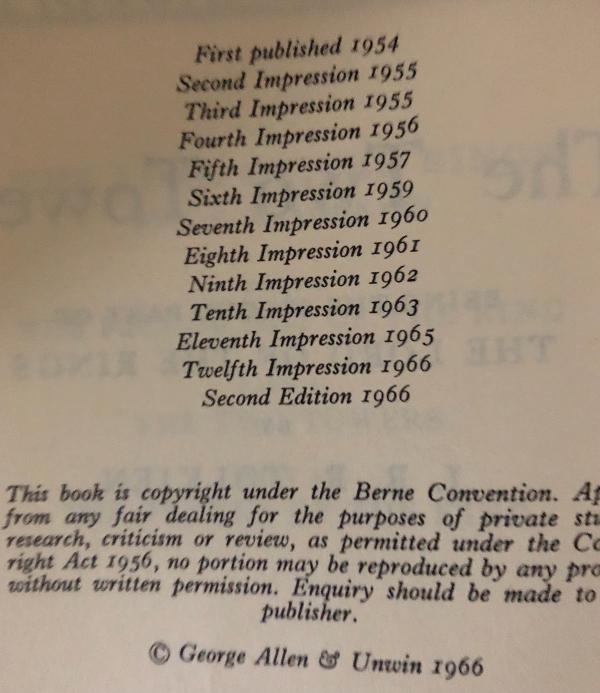 First published 1954
Second Impression 1955
Third Impression 1955
Fourth Impression 1956
Fifth Impression 1957
Sixth Impression 1959
Seventh Impression 1960
Eighth Impression 1961
Ninth Impression 1962
Tenth Impression 1963
Eleventh Impression 1965
Twelfth Impression 1966
Second Edition 1966
This book is copyright under the Berne Convention.
from any fair dealing for the purposes of private
research, criticism or review, as permitted under the
right Act 1956, no portion may be reproduced by any
without written permission. Enquiry should be made to
publisher.
© George Allen & Unwin 1966